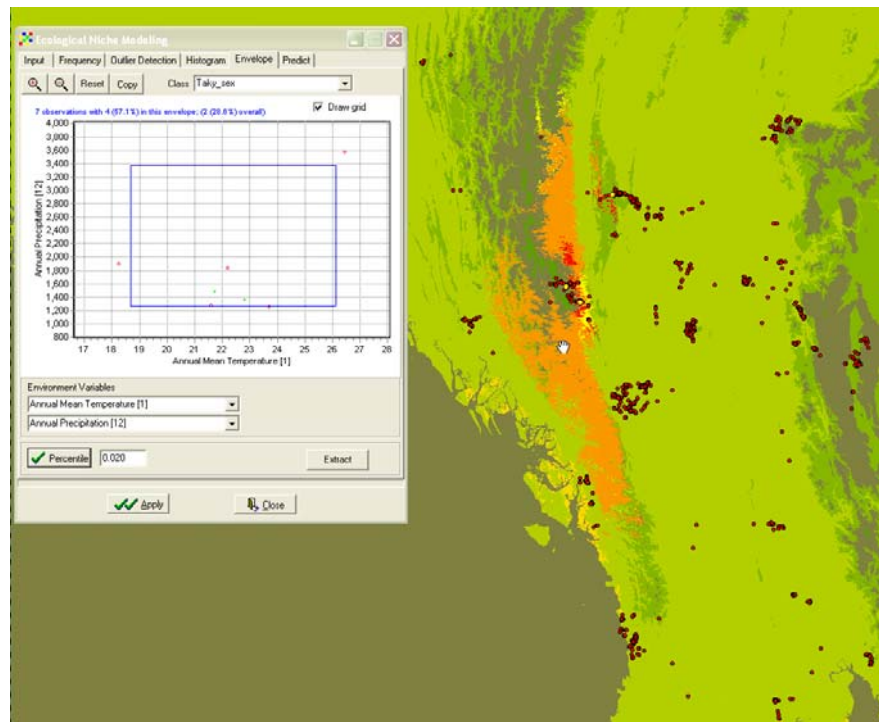 Ecological Niche Modeling
Input Frequency Outlier Detection Histogram Envelope Predict
Reset Copy Class Taky_sex
7 observations with 4 (57.1%) in this envelope; (2 (28.6%) overall) Draw grid
4,000
3,800
3,600
3,400
3,200
3,000
2,800
2,600
2,400
2,200
2,000
1,800
1,600
1,400
1,200
1,000
800
Annual Precipitation [12]
17 18 19 20 21 22 23 24 25 26 27 28
Annual Mean Temperature [1]
Environment Variables
Annual Mean Temperature [1]
Annual Precipitation [12]
Percentile 0.020 Extract
Apply Close